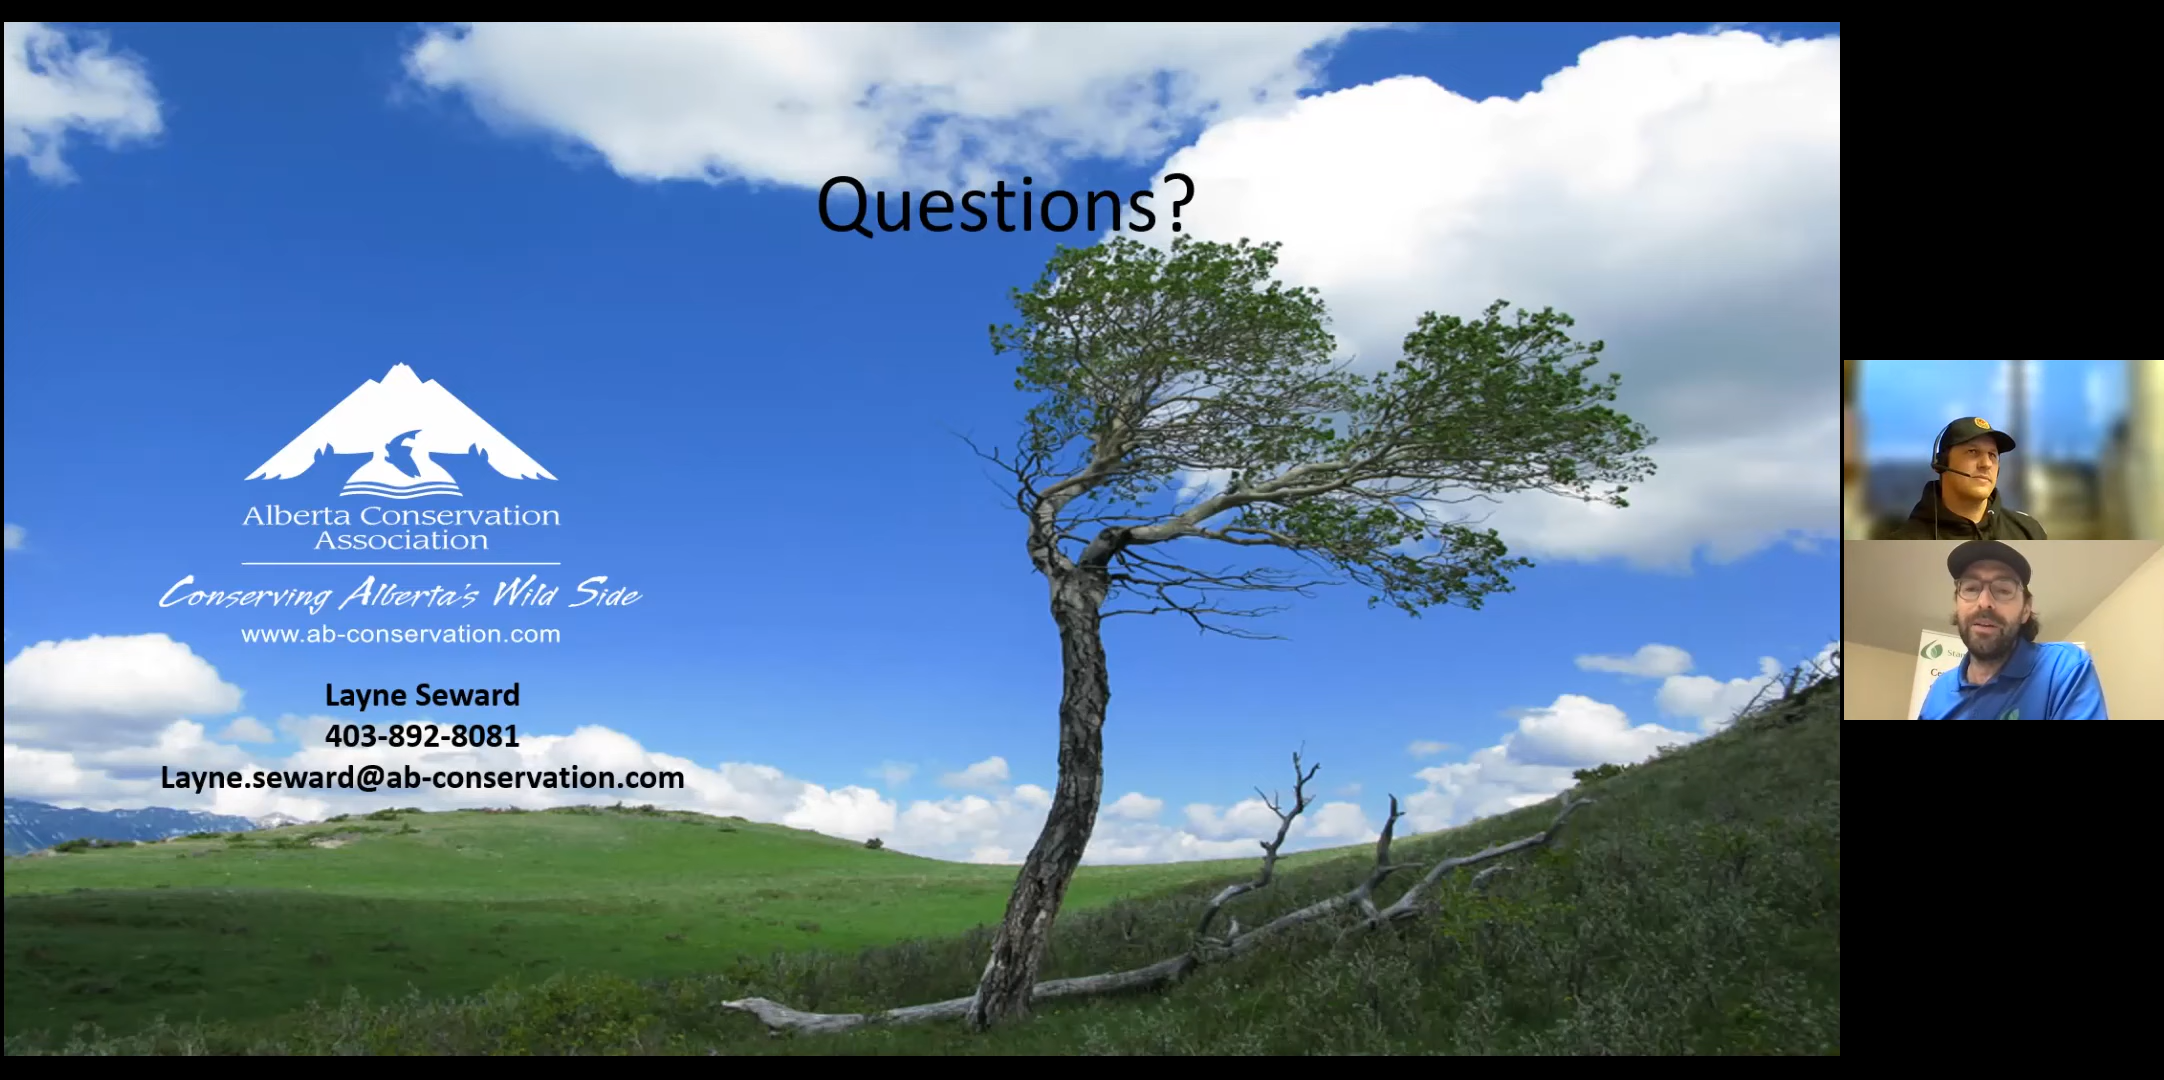 Questions?
Alberta Conservation
Association
Conserving Alberta's Wild Side
www.ab-conservation.com
Layne Seward
403-892-8081
Layne.seward@ab-conservation.com